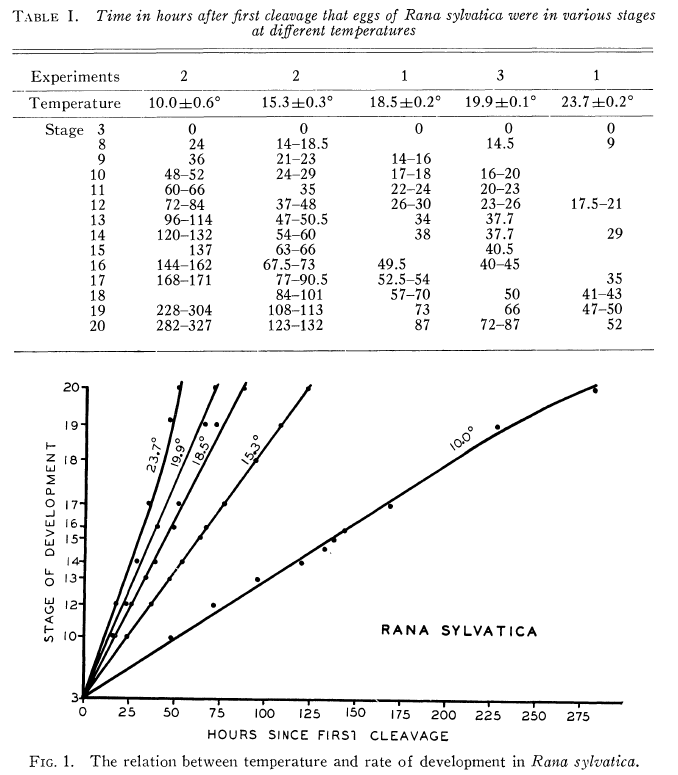 TABLE I. Time in hours after first cleavage that eggs of Rana sylvatica were in various stages
at different temperatures
Experiments 2 2 1 3 1
Temperature 10.0±0.6° 15.3±0.3° 18.5±0.2° 19.9±0.1° 23.7±0.2°
Stage 3 0 0 0 0 0
8 24 14–18.5 14.5 9
9 36 21–23 14–16
10 48–52 24–29 17–18 16–20
11 60–66 35 22–24 20–23
12 72–84 37–48 26–30 23–26 17.5–21
13 96–114 47–50.5 34 37.7
14 120–132 54–60 38 37.7 29
15 137 63–66 40.5
16 144–162 67.5–73 49.5 40–45
17 168–171 77–90.5 52.5–54 35
18 84–101 57–70 50 41–43
19 228–304 108–113 73 66 47–50
20 282–327 123–132 87 72–87 52
STAGE OF DEVELOPMENT
20
19
18
17
16
15
14
13
12
10
3
23.7°
19.9°
18.5°
15.3°
10.0°
RANA SYLVATICA
0 25 50 75 100 125 150 175 200 225 250 275
HOURS SINCE FIRST CLEAVAGE
FIG. 1. The relation between temperature and rate of development in Rana sylvatica.